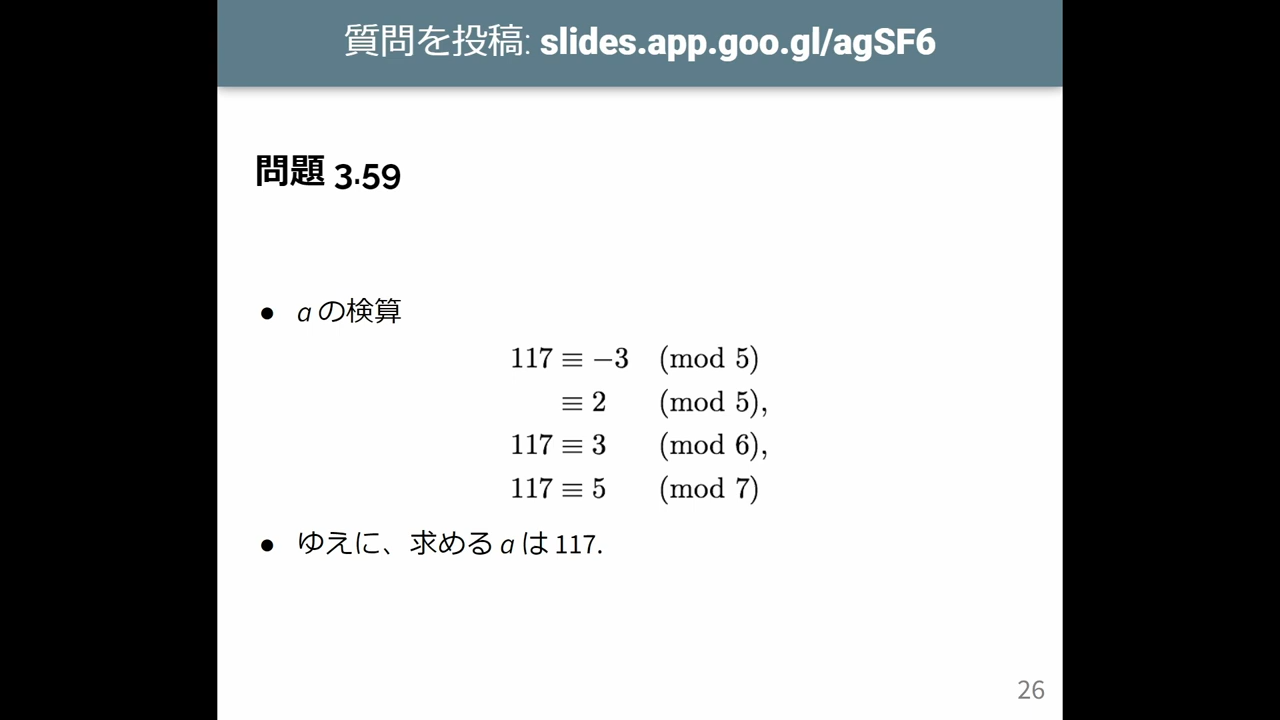 質問を投稿: slides.app.goo.gl/agSF6
問題 3.59
● a の検算
117 ≡ −3 (mod 5)
≡ 2 (mod 5),
117 ≡ 3 (mod 6),
117 ≡ 5 (mod 7)
● ゆえに、求める a は 117.
26